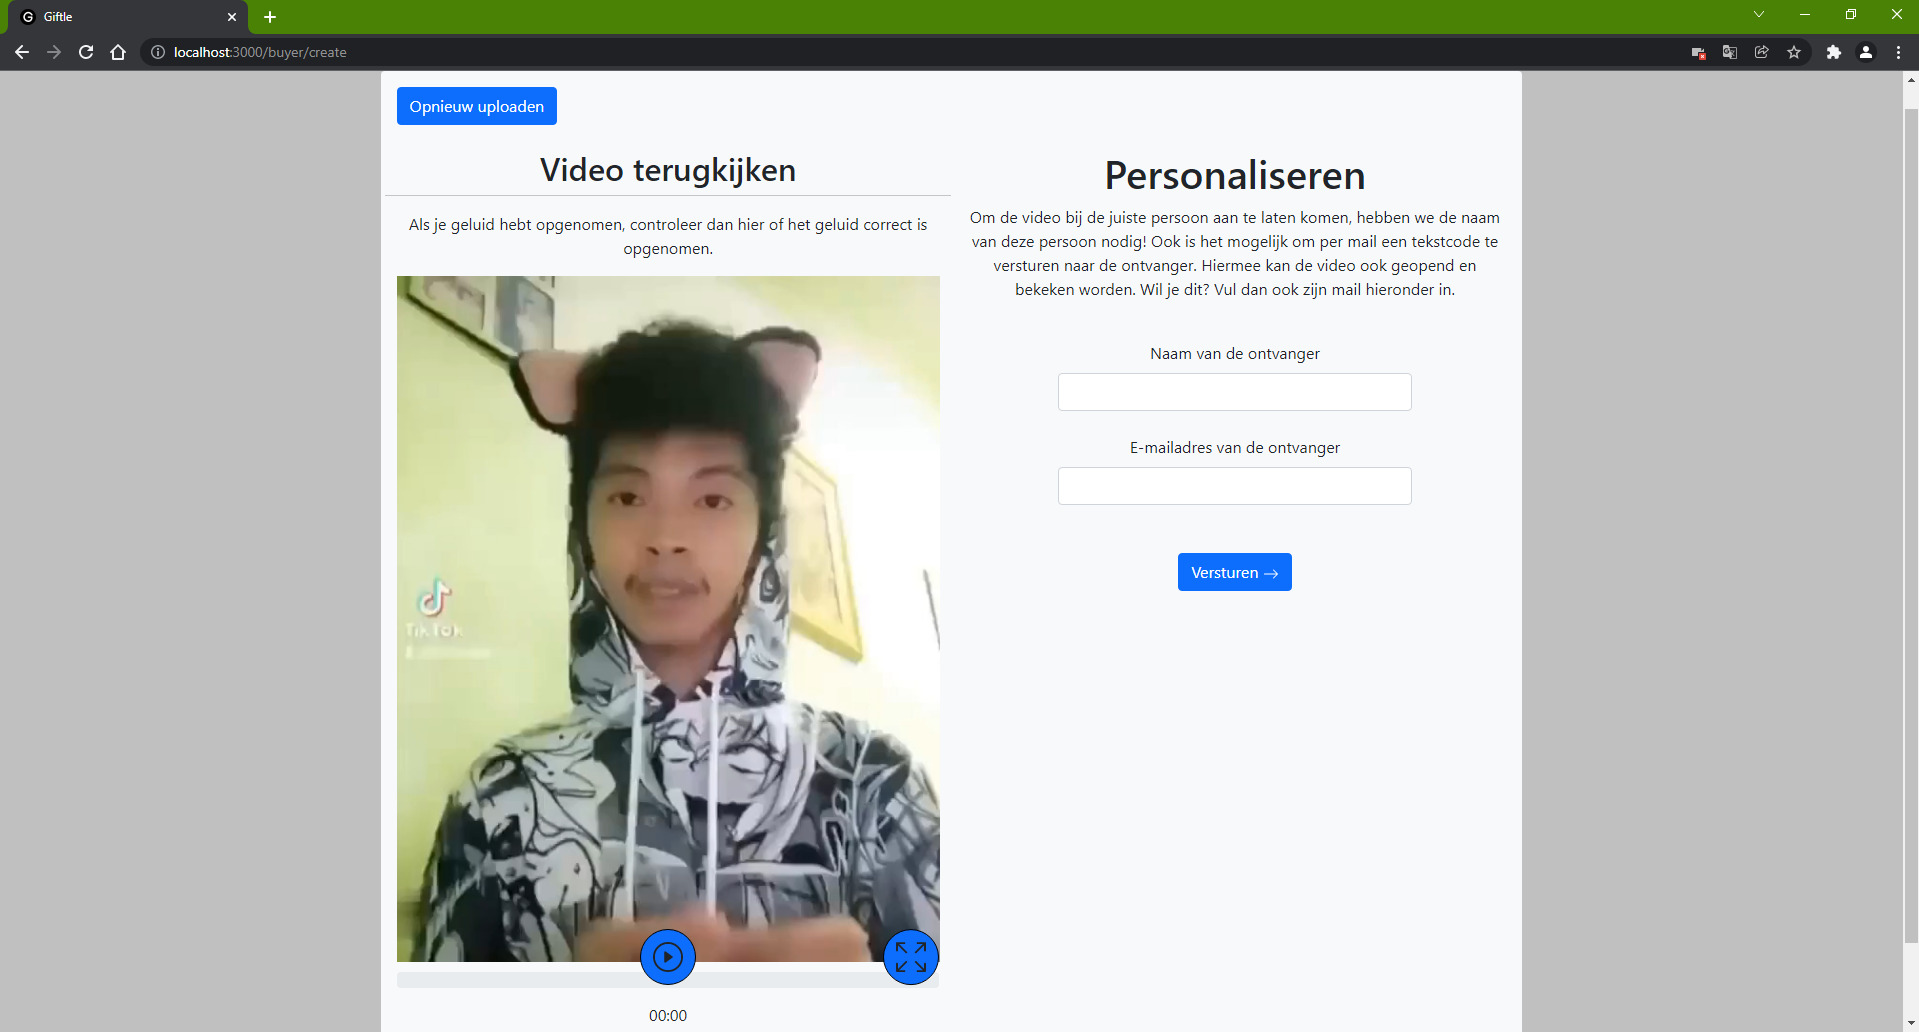 Giftle
localhost:3000/buyer/create
Opnieuw uploaden
Video terugkijken
Als je geluid hebt opgenomen, controleer dan hier of het geluid correct is
opgenomen.
TikTok
00:00
Personaliseren
Om de video bij de juiste persoon aan te laten komen, hebben we de naam
van deze persoon nodig! Ook is het mogelijk om per mail een tekstcode te
versturen naar de ontvanger. Hiermee kan de video ook geopend en
bekeken worden. Wil je dit? Vul dan ook zijn mail hieronder in.
Naam van de ontvanger
E-mailadres van de ontvanger
Versturen →